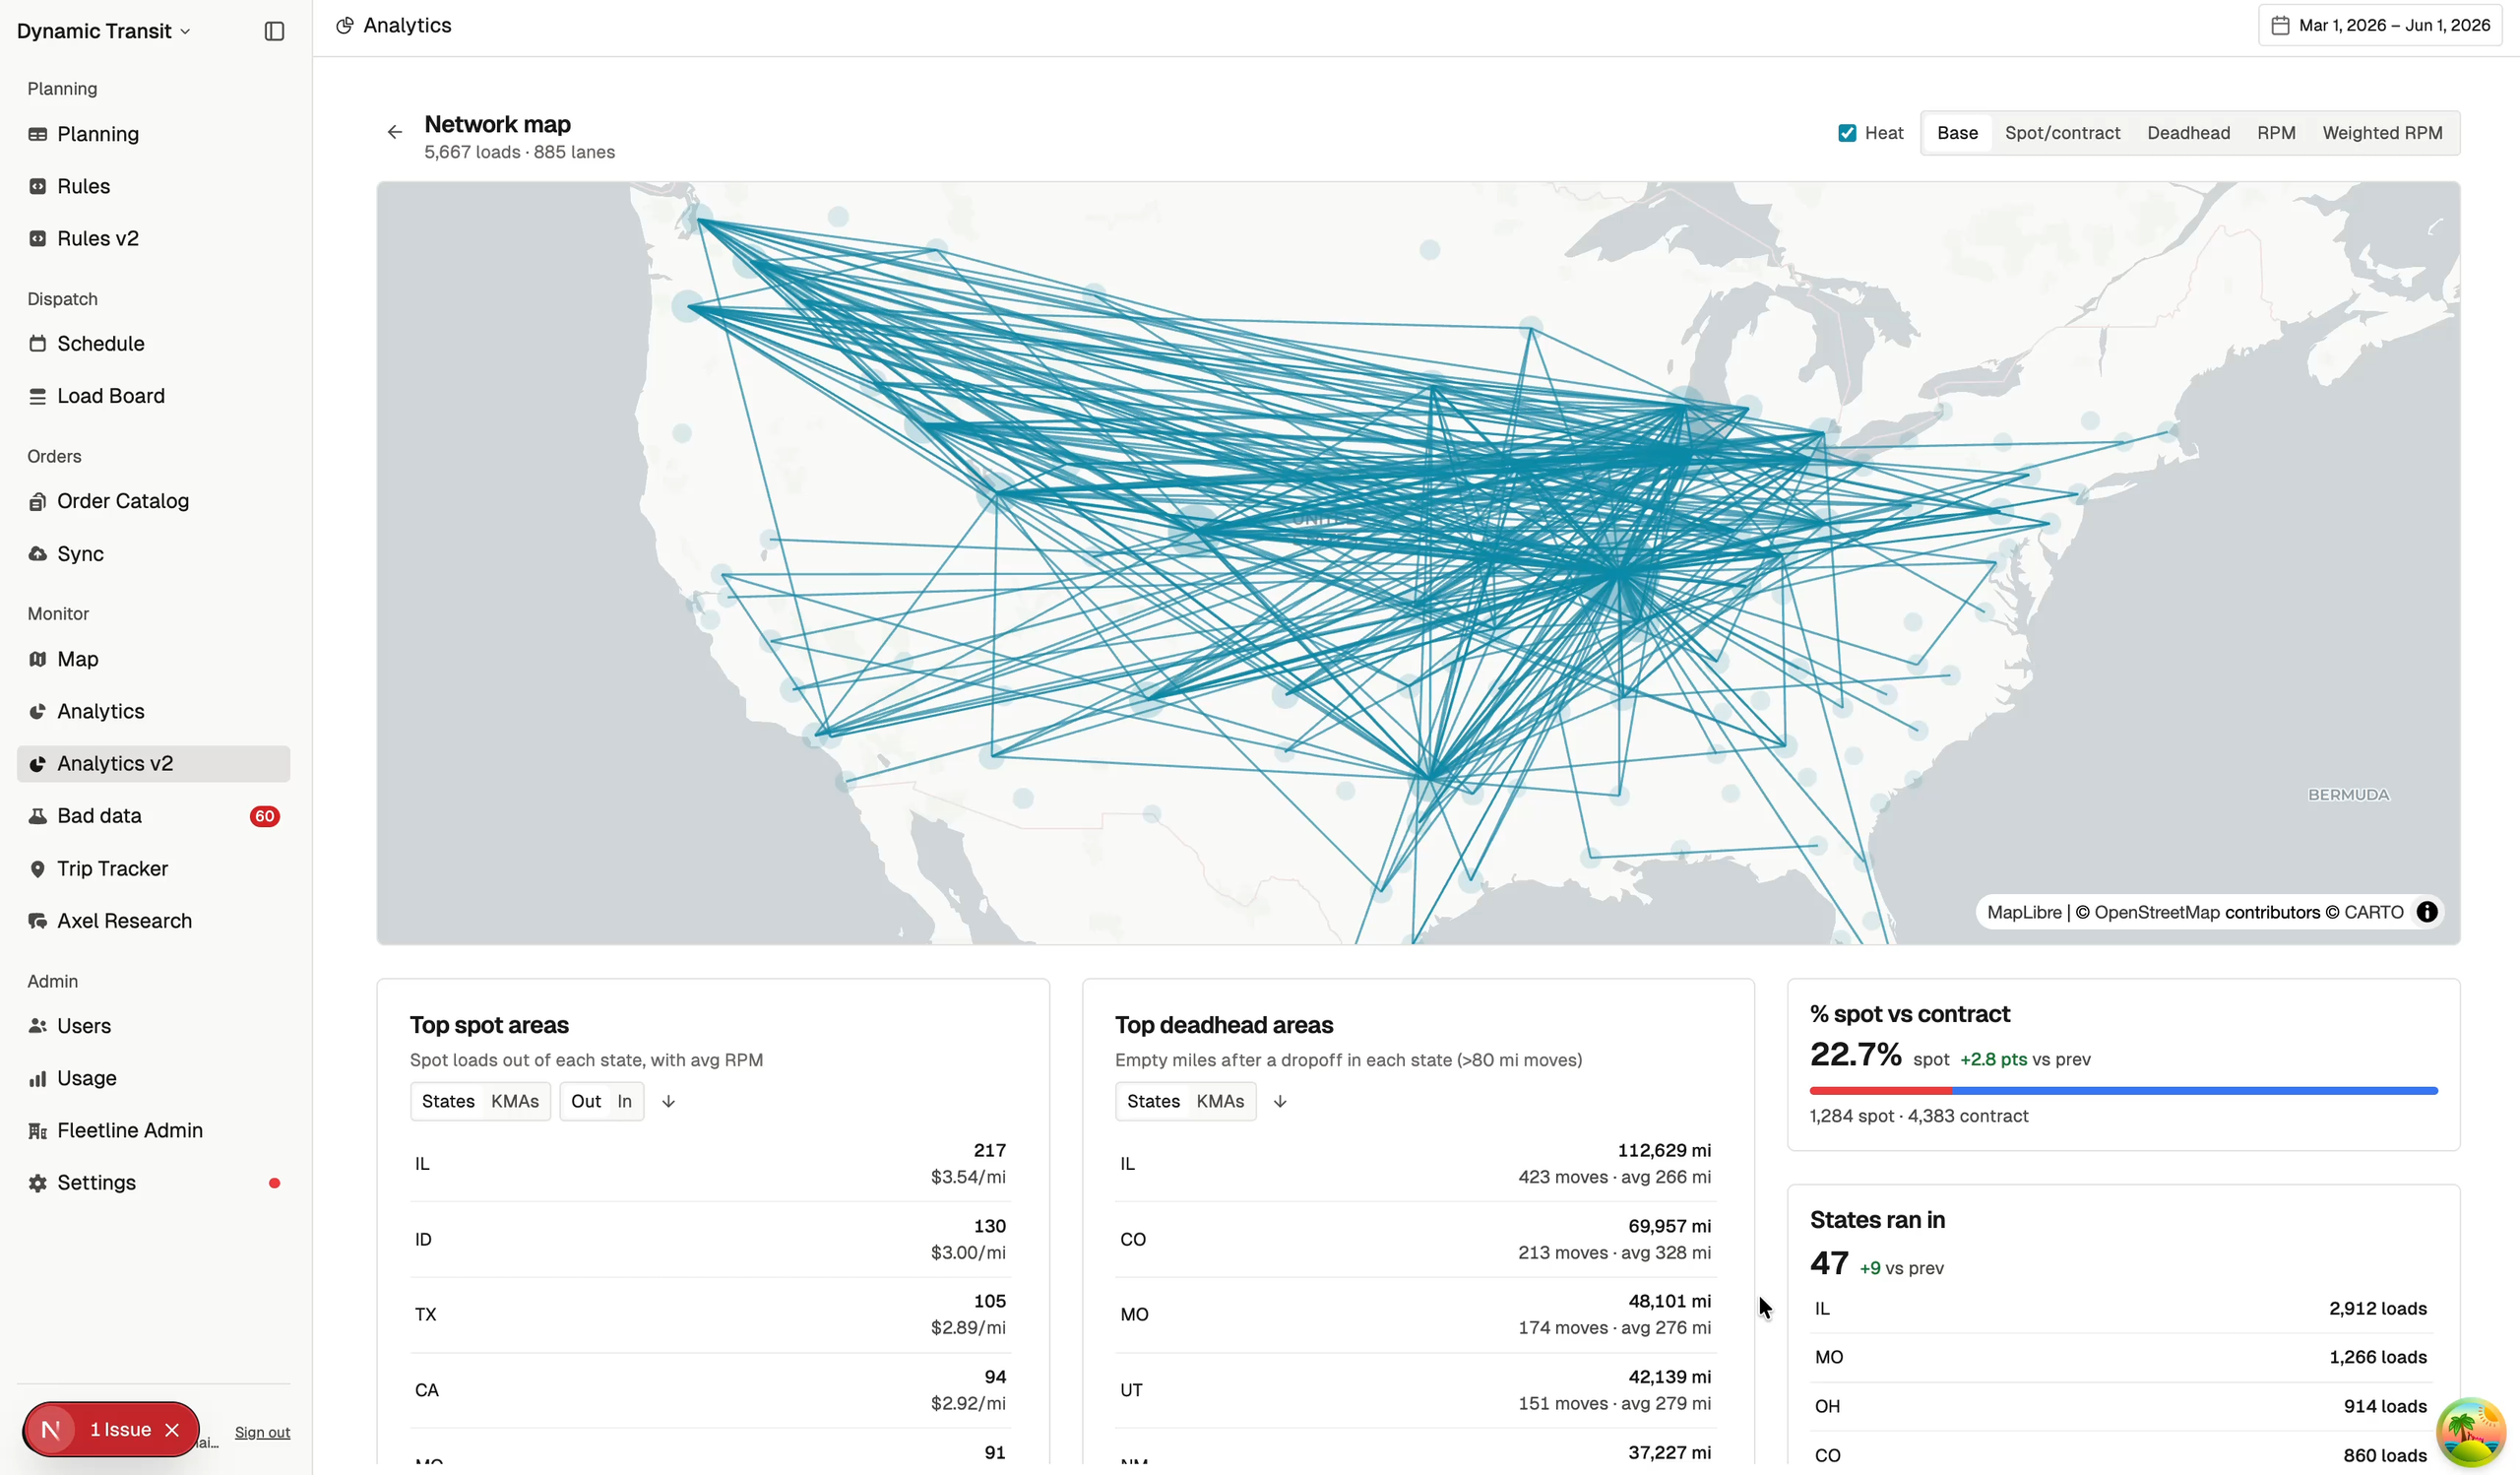 Dynamic Transit
Planning
Planning
Rules
Rules v2
Dispatch
Schedule
Load Board
Orders
Order Catalog
Sync
Monitor
Map
Analytics
Analytics v2
Bad data 60
Trip Tracker
Axel Research
Admin
Users
Usage
Fleetline Admin
Settings
N 1 Issue
Sign out
Analytics
Mar 1, 2026 – Jun 1, 2026
Network map
5,667 loads · 885 lanes
Heat Base Spot/contract Deadhead RPM Weighted RPM
BERMUDA
MapLibre | © OpenStreetMap contributors © CARTO
Top spot areas
Spot loads out of each state, with avg RPM
States KMAs Out In
IL 217
$3.54/mi
ID 130
$3.00/mi
TX 105
$2.89/mi
CA 94
$2.92/mi
91
Top deadhead areas
Empty miles after a dropoff in each state (>80 mi moves)
States KMAs
IL 112,629 mi
423 moves · avg 266 mi
CO 69,957 mi
213 moves · avg 328 mi
MO 48,101 mi
174 moves · avg 276 mi
UT 42,139 mi
151 moves · avg 279 mi
37,227 mi
% spot vs contract
22.7% spot +2.8 pts vs prev
1,284 spot · 4,383 contract
States ran in
47 +9 vs prev
IL 2,912 loads
MO 1,266 loads
OH 914 loads
CO 860 loads